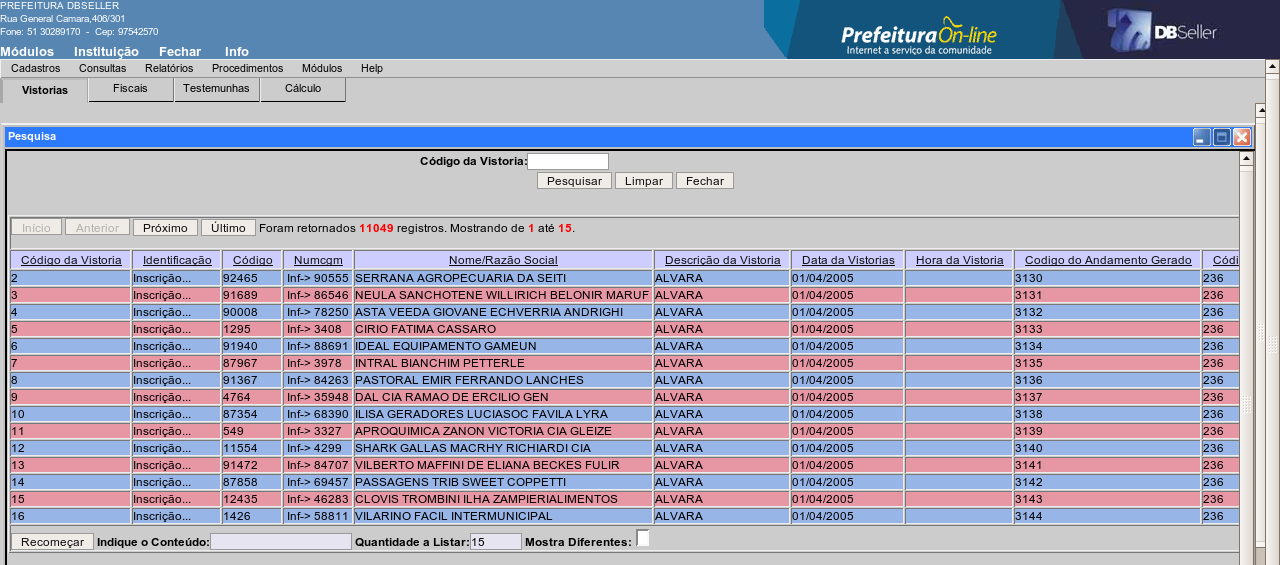 PREFEITURA DBSELLER
Rua General Camara,406/301
Fone: 51 30289170 - Cep: 97542570
Prefeitura On-line
Internet a serviço da comunidade
DBSeller
Módulos Instituição Fechar Info
Cadastros Consultas Relatórios Procedimentos Módulos Help
Vistorias Fiscais Testemunhas Cálculo
Pesquisa
Código da Vistoria:
Pesquisar Limpar Fechar
Início Anterior Próximo Último Foram retornados 11049 registros. Mostrando de 1 até 15.
Código da Vistoria Identificação Código Numcgm Nome/Razão Social Descrição da Vistoria Data da Vistorias Hora da Vistoria Codigo do Andamento Gerado Códi
2 Inscrição... 92465 Inf-> 90555 SERRANA AGROPECUARIA DA SEITI ALVARA 01/04/2005 3130 236
3 Inscrição... 91689 Inf-> 86546 NEULA SANCHOTENE WILLIRICH BELONIR MARUF ALVARA 01/04/2005 3131 236
4 Inscrição... 90008 Inf-> 78250 ASTA VEEDA GIOVANE ECHVERRIA ANDRIGHI ALVARA 01/04/2005 3132 236
5 Inscrição... 1295 Inf-> 3408 CIRIO FATIMA CASSARO ALVARA 01/04/2005 3133 236
6 Inscrição... 91940 Inf-> 88691 IDEAL EQUIPAMENTO GAMEUN ALVARA 01/04/2005 3134 236
7 Inscrição... 87967 Inf-> 3978 INTRAL BIANCHIM PETTERLE ALVARA 01/04/2005 3135 236
8 Inscrição... 91367 Inf-> 84263 PASTORAL EMIR FERRANDO LANCHES ALVARA 01/04/2005 3136 236
9 Inscrição... 4764 Inf-> 35948 DAL CIA RAMAO DE ERCILIO GEN ALVARA 01/04/2005 3137 236
10 Inscrição... 87354 Inf-> 68390 ILISA GERADORES LUCIASOC FAVILA LYRA ALVARA 01/04/2005 3138 236
11 Inscrição... 549 Inf-> 3327 APROQUIMICA ZANON VICTORIA CIA GLEIZE ALVARA 01/04/2005 3139 236
12 Inscrição... 11554 Inf-> 4299 SHARK GALLAS MACRHY RICHIARDI CIA ALVARA 01/04/2005 3140 236
13 Inscrição... 91472 Inf-> 84707 VILBERTO MAFFINI DE ELIANA BECKES FULIR ALVARA 01/04/2005 3141 236
14 Inscrição... 87858 Inf-> 69457 PASSAGENS TRIB SWEET COPPETTI ALVARA 01/04/2005 3142 236
15 Inscrição... 12435 Inf-> 46283 CLOVIS TROMBINI ILHA ZAMPIERIALIMENTOS ALVARA 01/04/2005 3143 236
16 Inscrição... 1426 Inf-> 58811 VILARINO FACIL INTERMUNICIPAL ALVARA 01/04/2005 3144 236
Recomeçar Indique o Conteúdo: Quantidade a Listar: 15 Mostra Diferentes: